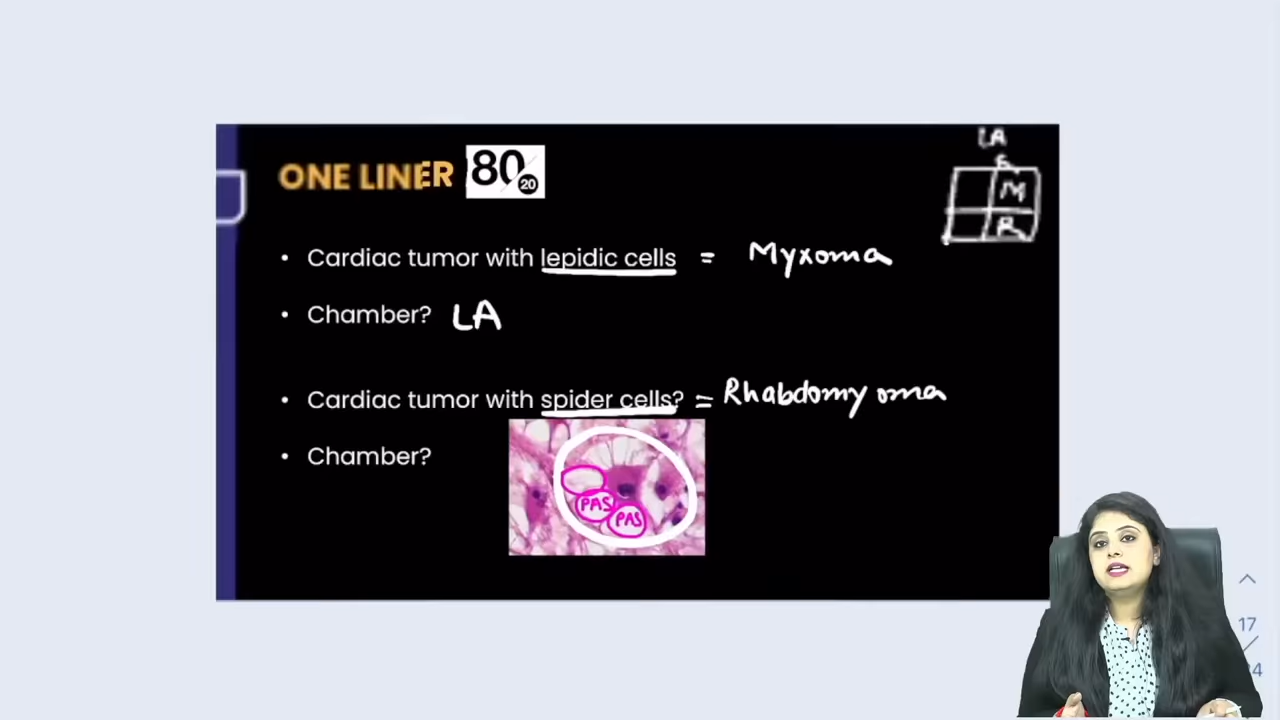 LA
ONE LINER 80/20
M
R
Cardiac tumor with lepidic cells = Myxoma
Chamber? LA
Cardiac tumor with spider cells? = Rhabdomyoma
Chamber?
PAS
PAS
17